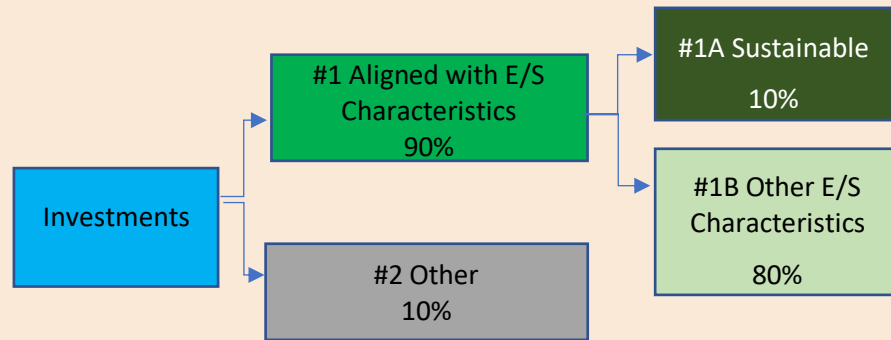 Investments
#1 Aligned with E/S
Characteristics
90%
#2 Other
10%
#1A Sustainable
10%
#1B Other E/S
Characteristics
80%